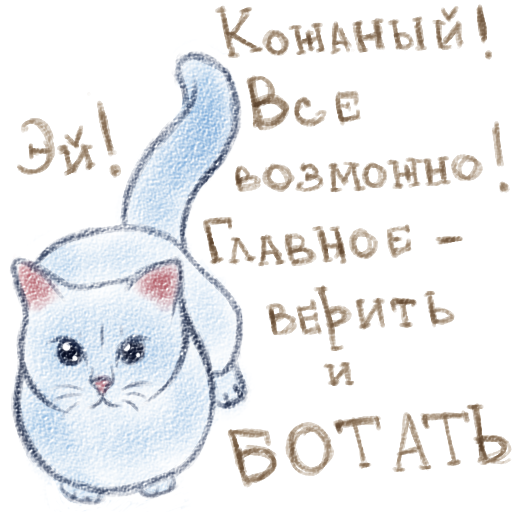 Эй!
Кожаный!
Все
возможно!
Главное -
верить
и
БОТАТЬ